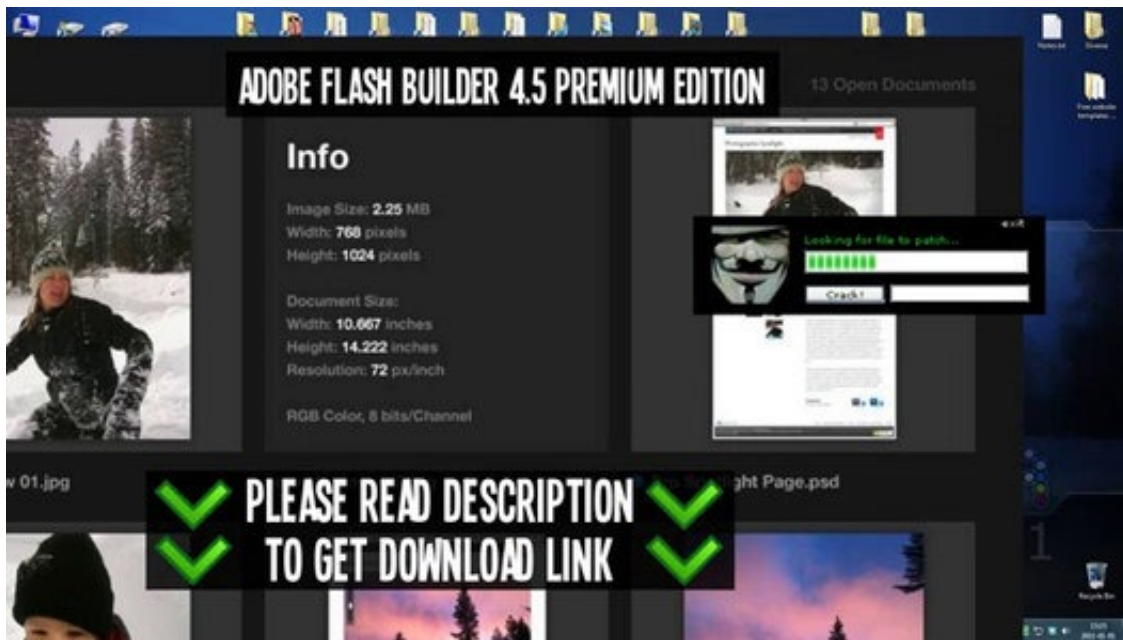 ADOBE FLASH BUILDER 4.5 PREMIUM EDITION
13 Open Documents
Info
Image Size: 2.25 MB
Width: 768 pixels
Height: 1024 pixels
Document Size:
Width: 10.667 inches
Height: 14.222 inches
Resolution: 72 px/inch
RGB Color, 8 bits/Channel
exit
Looking for file to patch...
Crack!
w 01.jpg
ght Page.psd
PLEASE READ DESCRIPTION
TO GET DOWNLOAD LINK
1
Recycle Bin